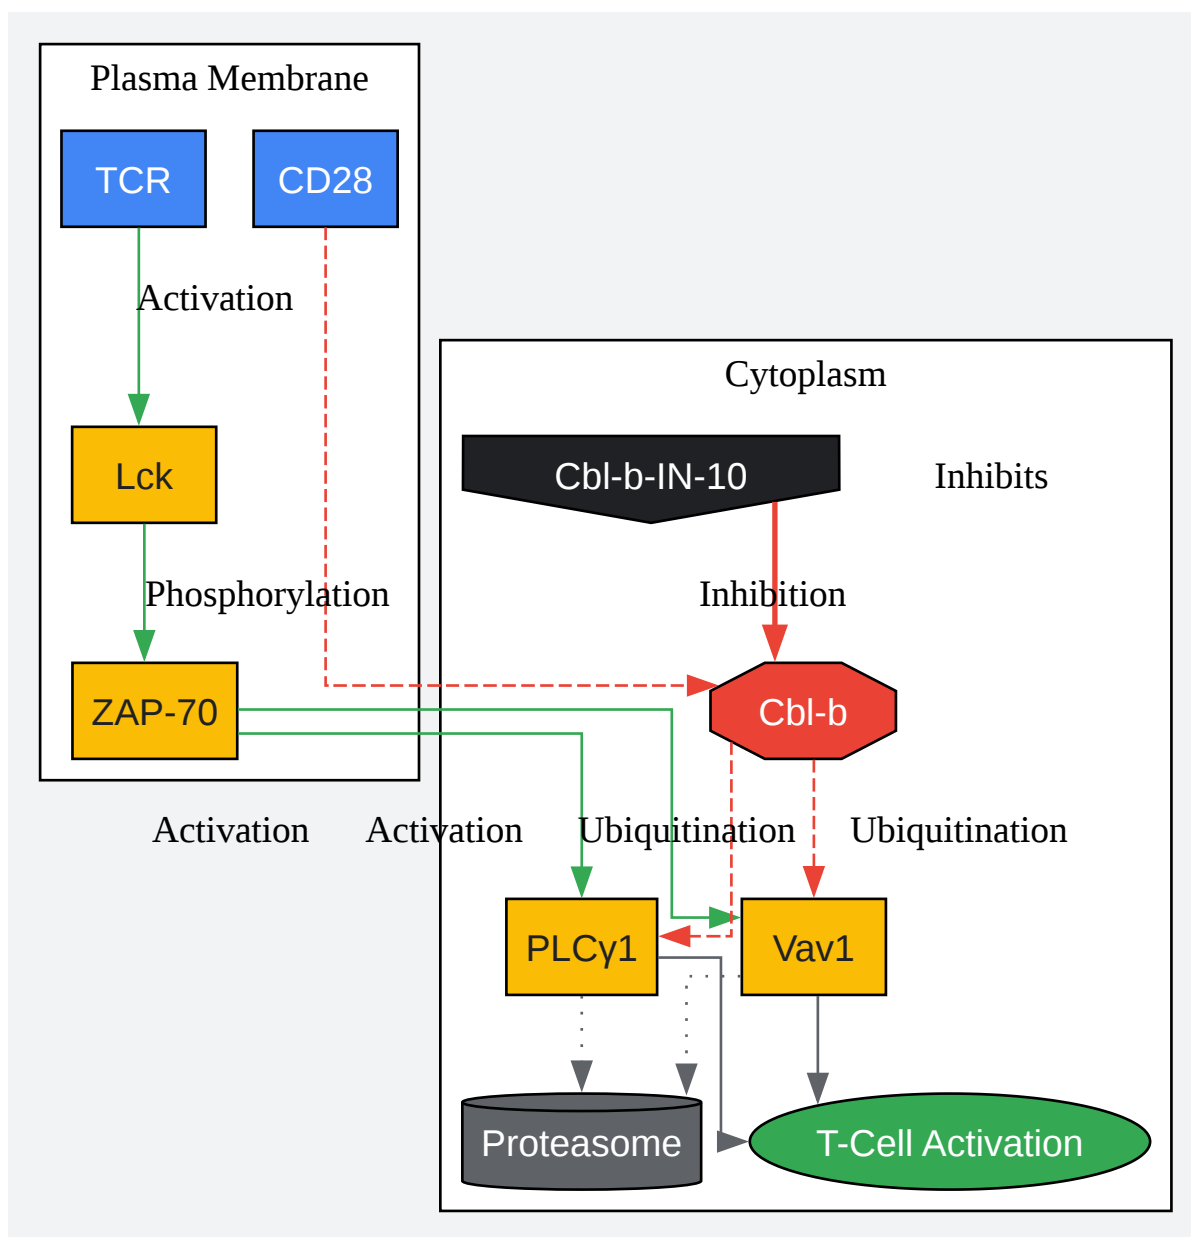 Plasma Membrane
TCR
CD28
Activation
Cytoplasm
Lck
Cbl-b-IN-10
Inhibits
Phosphorylation
Inhibition
ZAP-70
Cbl-b
Activation
Activation
Ubiquitination
Ubiquitination
PLCγ1
Vav1
Proteasome
T-Cell Activation